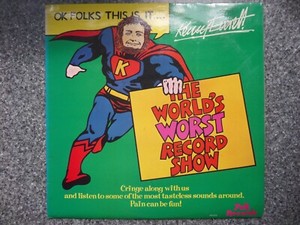 OK FOLKS THIS IS IT...
Kenny Everett
K
THE
WORLD'S
WORST
RECORD
SHOW
Cringe along with us
and listen to some of the most tasteless sounds around.
Pain can be fun!